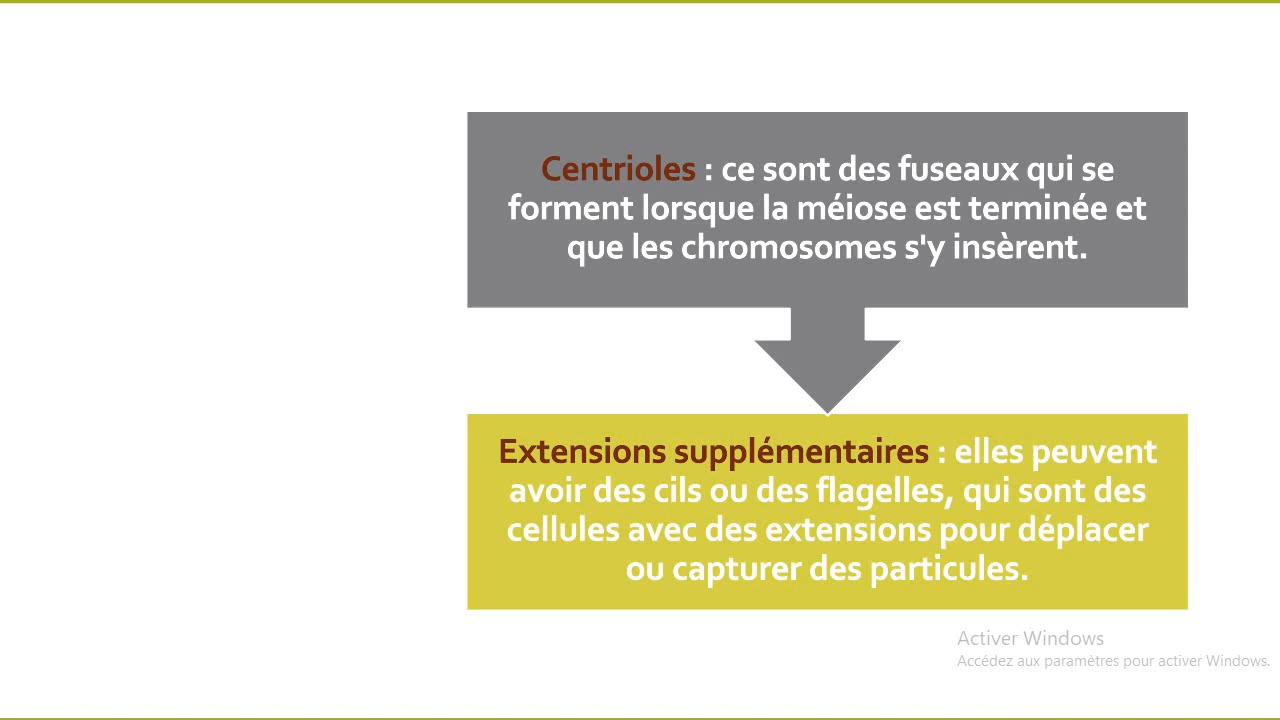 Centrioles : ce sont des fuseaux qui se
forment lorsque la méiose est terminée et
que les chromosomes s'y insèrent.
Extensions supplémentaires : elles peuvent
avoir des cils ou des flagelles, qui sont des
cellules avec des extensions pour déplacer
ou capturer des particules.
Activer Windows
Accédez aux paramètres pour activer Windows.